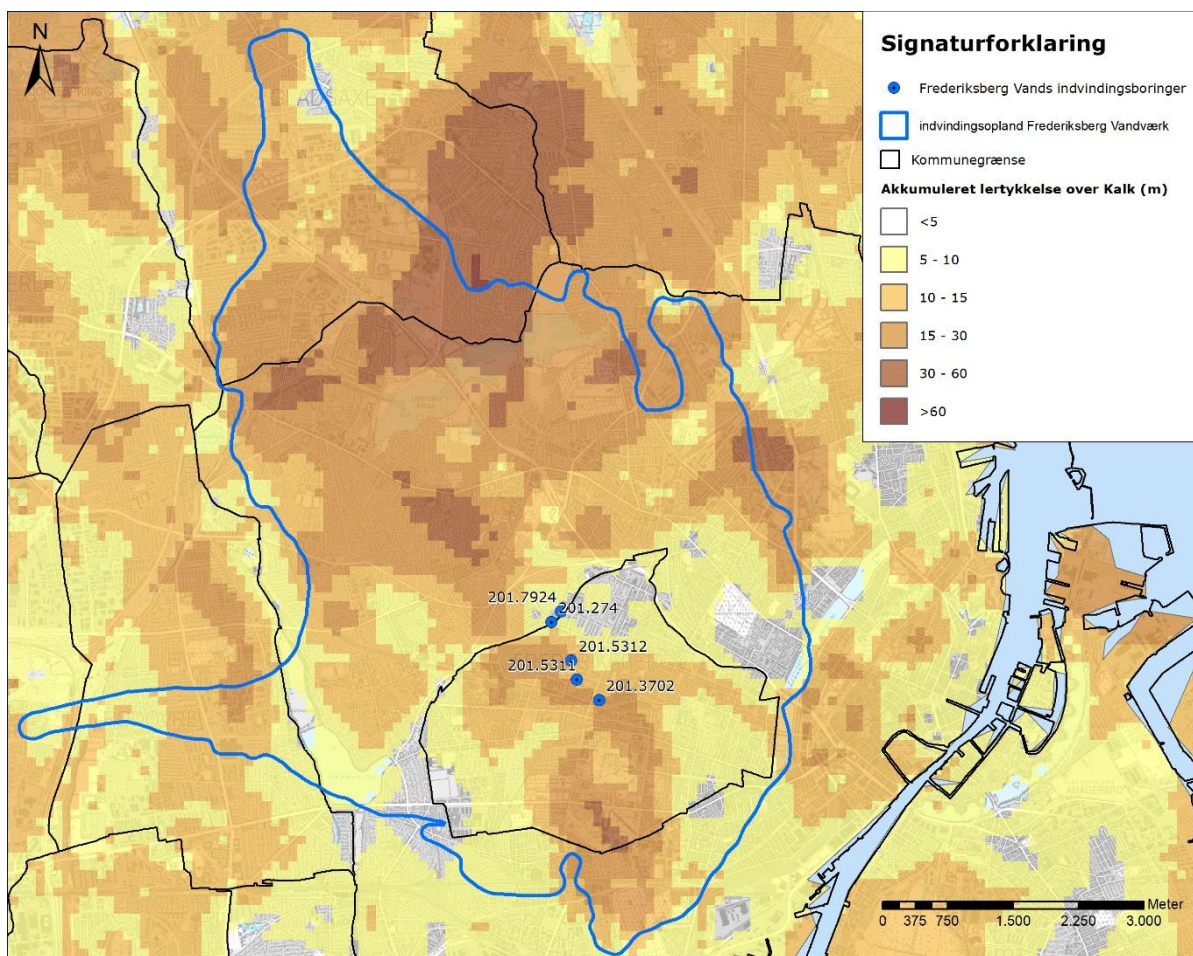 N
Signaturforklaring
Frederiksberg Vands indvindingsboringer
indvindingsopland Frederiksberg Vandværk
Kommunegrænse
Akkumuleret lertykkelse over Kalk (m)
<5
5 - 10
10 - 15
15 - 30
30 - 60
>60
201.7924
201.274
201.5312
201.5311
201.3702
Meter
0 375 750 1.500 2.250 3.000